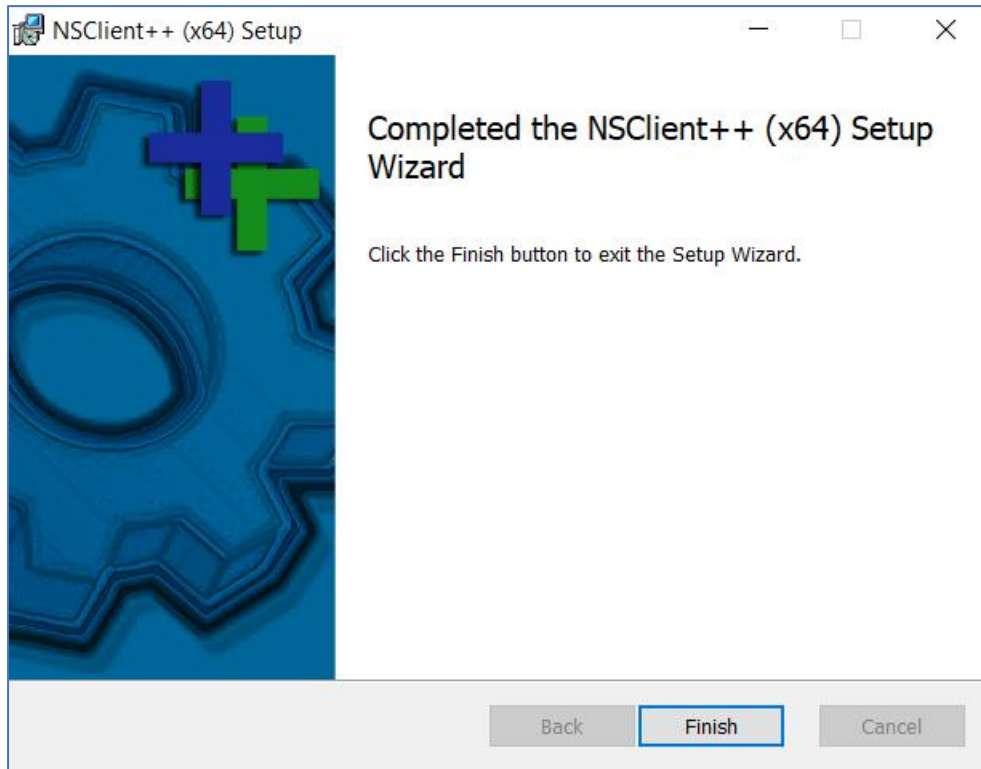 NSClient++ (x64) Setup
Completed the NSClient++ (x64) Setup
Wizard
Click the Finish button to exit the Setup Wizard.
Back
Finish
Cancel